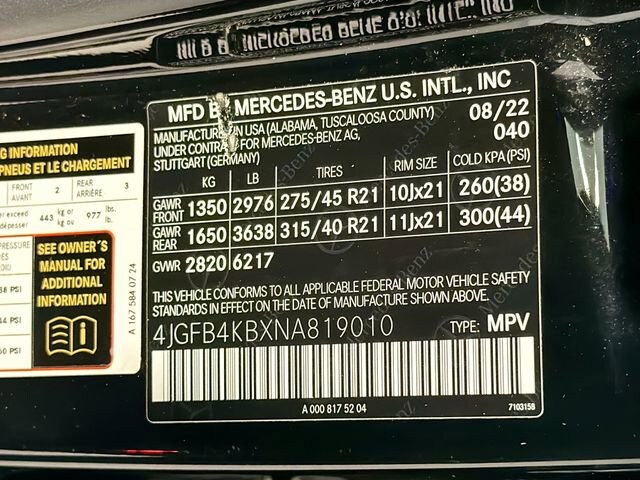 MFD BY MERCEDES-BENZ U.S. INTL., INC
MANUFACTURED IN USA (ALABAMA, TUSCALOOSA COUNTY) 08/22
UNDER CONTRACT FOR MERCEDES-BENZ AG, 040
STUTTGART (GERMANY)
KG LB TIRES RIM SIZE COLD KPA (PSI)
GAWR FRONT 1350 2976 275/45 R21 10Jx21 260(38)
GAWR REAR 1650 3638 315/40 R21 11Jx21 300(44)
GVWR 2820 6217
THIS VEHICLE CONFORMS TO ALL APPLICABLE FEDERAL MOTOR VEHICLE SAFETY
STANDARDS IN EFFECT ON THE DATE OF MANUFACTURE SHOWN ABOVE.
4JGFB4KBXNA819010 TYPE: MPV
A 000 817 52 04 7103158
INFORMATION
PNEUS ET LE CHARGEMENT
FRONT AVANT 2 REAR ARRIÈRE 3
exceed 443 kg or kg ou 977 lbs. lb.
PRESSURE
SEE OWNER'S
MANUAL FOR
ADDITIONAL
INFORMATION
PSI
PSI
PSI
A 167 584 07 24